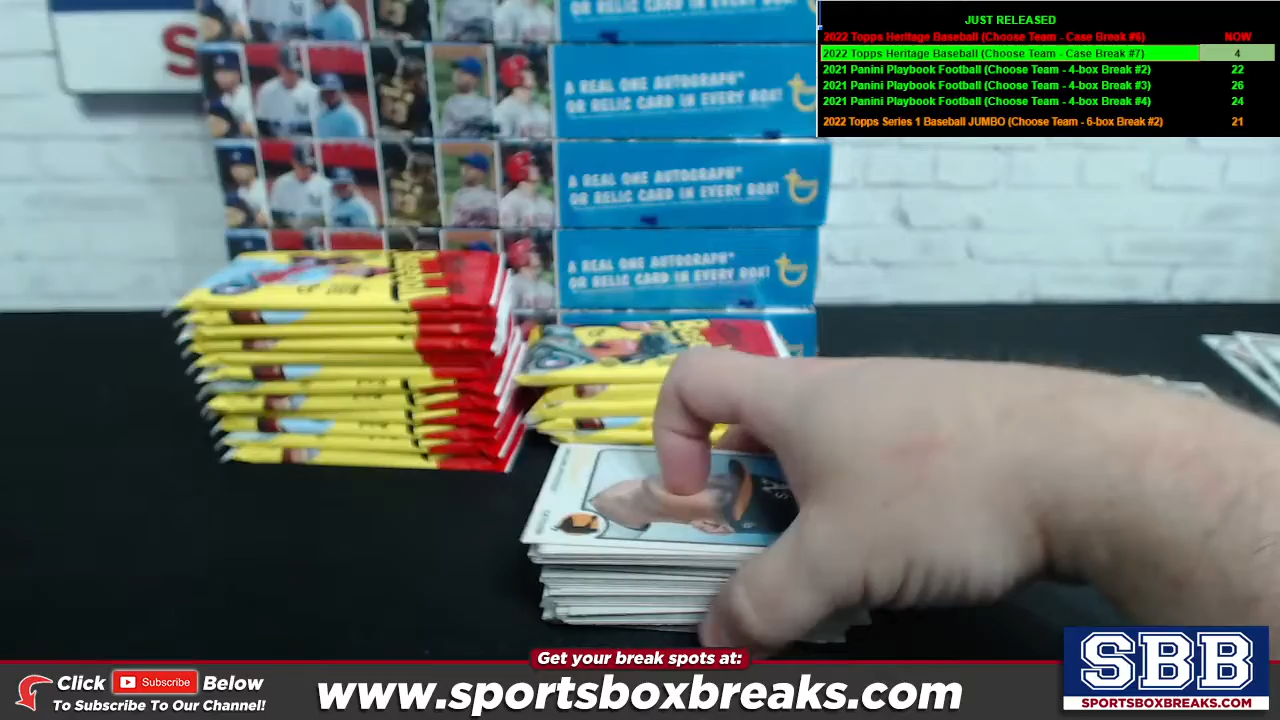 JUST RELEASED
2022 Topps Heritage Baseball (Choose Team - Case Break #6) NOW
2022 Topps Heritage Baseball (Choose Team - Case Break #7) 4
2021 Panini Playbook Football (Choose Team - 4-box Break #2) 22
2021 Panini Playbook Football (Choose Team - 4-box Break #3) 26
2021 Panini Playbook Football (Choose Team - 4-box Break #4) 24
2022 Topps Series 1 Baseball JUMBO (Choose Team - 6-box Break #2) 21
S
OR RELIC CARD IN EVERY BOX!
A REAL ONE AUTOGRAPH*
OR RELIC CARD IN EVERY BOX!
A REAL ONE AUTOGRAPH*
OR RELIC CARD IN EVERY BOX!
A REAL ONE AUTOGRAPH*
OR RELIC CARD IN EVERY BOX!
A's
Get your break spots at:
Click Subscribe Below
To Subscribe To Our Channel!
www.sportsboxbreaks.com
SBB
SPORTSBOXBREAKS.COM